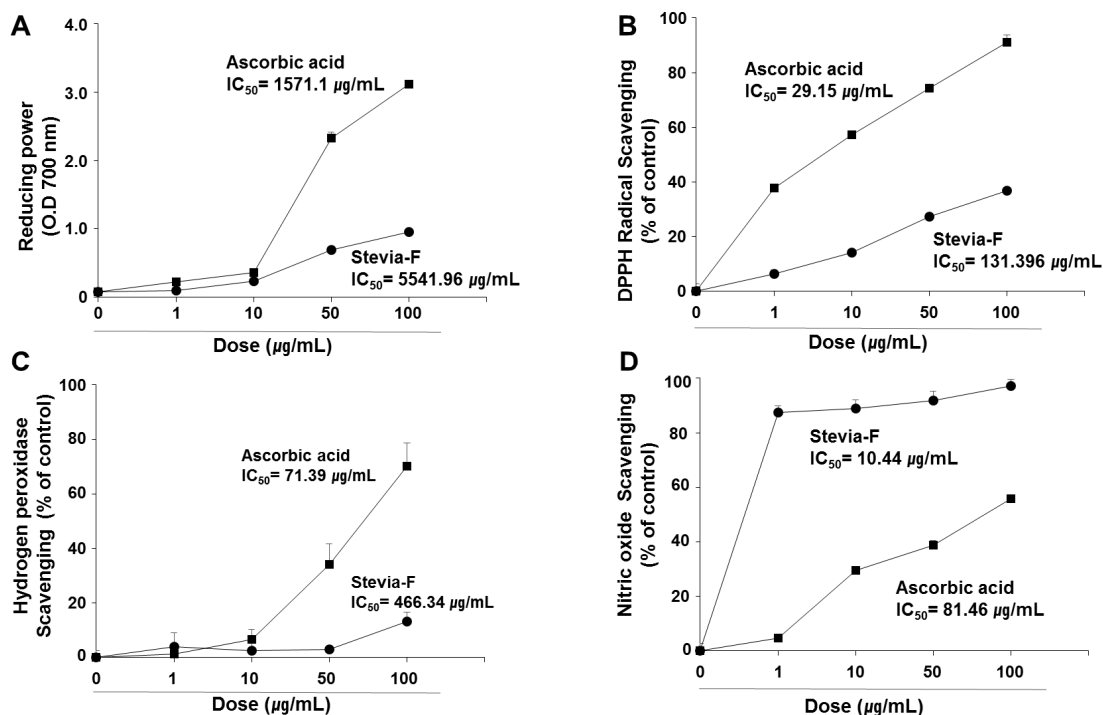 A
Reducing power
(O.D 700 nm)
4.0
3.0
2.0
1.0
0
Ascorbic acid
IC50= 1571.1 µg/mL
Stevia-F
IC50= 5541.96 µg/mL
0 1 10 50 100
Dose (µg/mL)
B
DPPH Radical Scavenging
(% of control)
100
80
60
40
20
0
Ascorbic acid
IC50= 29.15 µg/mL
Stevia-F
IC50= 131.396 µg/mL
0 1 10 50 100
Dose (µg/mL)
C
Hydrogen peroxidase
Scavenging (% of control)
100
80
60
40
20
0
Ascorbic acid
IC50= 71.39 µg/mL
Stevia-F
IC50= 466.34 µg/mL
0 1 10 50 100
Dose (µg/mL)
D
Nitric oxide Scavenging
(% of control)
100
80
60
40
20
0
Stevia-F
IC50= 10.44 µg/mL
Ascorbic acid
IC50= 81.46 µg/mL
0 1 10 50 100
Dose (µg/mL)